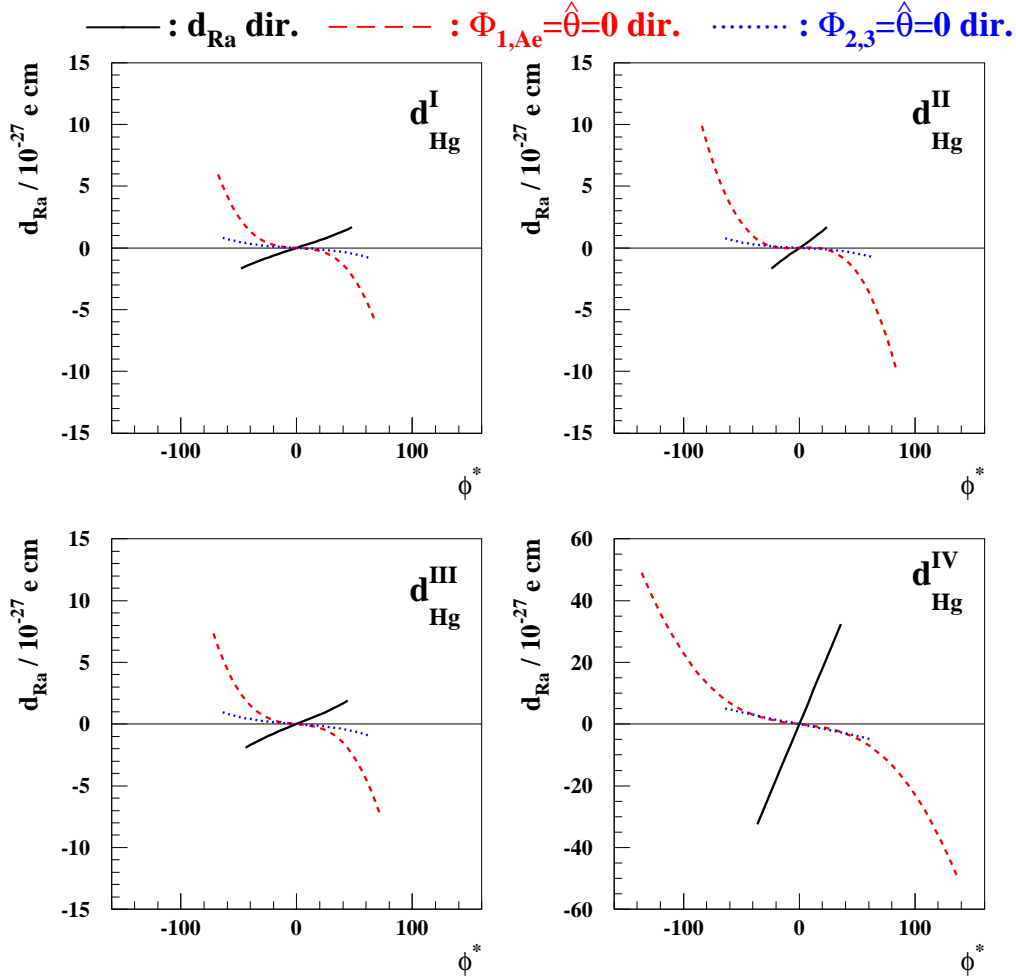 : d_Ra dir. : Φ_1,Ae=θ̂=0 dir. : Φ_2,3=θ̂=0 dir.
d_Ra / 10^-27 e cm
15
10
5
0
-5
-10
-15
-100 0 100
ϕ^*
d^I_Hg
d_Ra / 10^-27 e cm
15
10
5
0
-5
-10
-15
-100 0 100
ϕ^*
d^II_Hg
d_Ra / 10^-27 e cm
15
10
5
0
-5
-10
-15
-100 0 100
ϕ^*
d^III_Hg
d_Ra / 10^-27 e cm
60
40
20
0
-20
-40
-60
-100 0 100
ϕ^*
d^IV_Hg